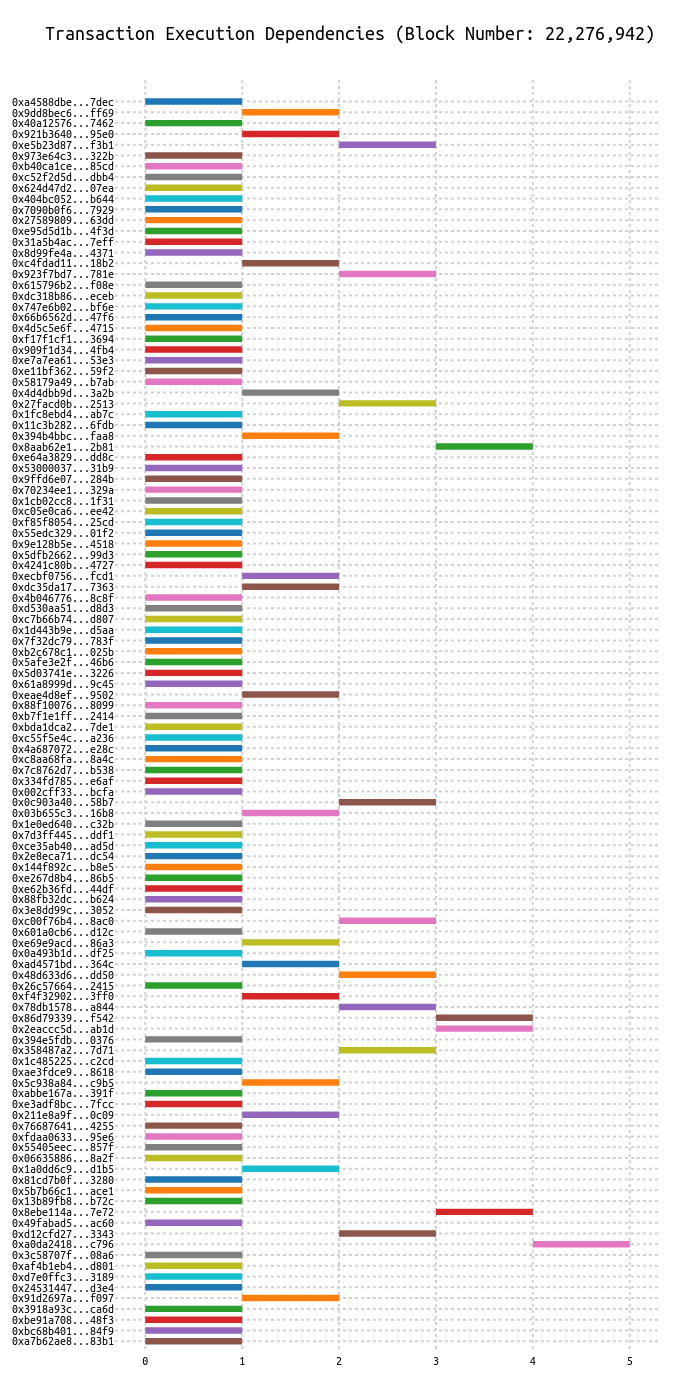 Transaction Execution Dependencies (Block Number: 22,276,942)
0xa4588dbe...7dec
0x9dd8bec6...ff69
0x40a12576...7462
0x921b3640...95e0
0xe5b23d87...f3b1
0x973e64c3...322b
0xb40ca1ce...85cd
0xc52f2d5d...dbb4
0x624d47d2...07ea
0x404bc052...b644
0x7090b0f6...7929
0x27589809...63dd
0xe95d5d1b...4f3d
0x31a5b4ac...7eff
0x8d99fe4a...4371
0xc4fdad11...18b2
0x923f7bd7...781e
0x615796b2...f08e
0xdc318b86...eceb
0x747e6b02...bf6e
0x66b6562d...47f6
0x4d5c5e6f...4715
0xf17f1cf1...3694
0x909f1d34...4fb4
0xe7a7ea61...53e3
0xe11bf362...59f2
0x58179a49...b7ab
0x4d4dbb9d...3a2b
0x27facd0b...2513
0x1fc8ebd4...ab7c
0x11c3b282...6fdb
0x394b4bbc...faa8
0x8aab62e1...2b81
0xe64a3829...dd8c
0x53000037...31b9
0x9ffd6e07...284b
0x70234ee1...329a
0x1cb02cc8...1f31
0xc05e0ca6...ee42
0xf85f8054...25cd
0x55edc329...01f2
0x9e128b5e...4518
0x5dfb2662...99d3
0x4241c80b...4727
0xecbf0756...fcd1
0xdc35da17...7363
0x4b046776...8c8f
0xd530aa51...d8d3
0xc7b66b74...d807
0x1d443b9e...d5aa
0x7f32dc79...783f
0xb2c678c1...025b
0x5afe3e2f...46b6
0x5d03741e...3226
0x61a8999d...9c45
0xeae4d8ef...9502
0x88f10076...8099
0xb7f1e1ff...2414
0xbda1dca2...7de1
0xc55f5e4c...a236
0x4a687072...e28c
0xc8aa68fa...8a4c
0x7c8762d7...b538
0x334fd785...e6af
0x002cff33...bcfa
0x0c903a40...58b7
0x03b655c3...16b8
0x1e0ed640...c32b
0x7d3ff445...ddf1
0xce35ab40...ad5d
0x2e8eca71...dc54
0x144f892c...b8e5
0xe267d8b4...86b5
0xe62b36fd...44df
0x88fb32dc...b624
0x3e8dd99c...3052
0xc00f76b4...8ac0
0x601a0cb6...d12c
0xe69e9acd...86a3
0x0a493b1d...df25
0xad4571bd...364c
0x48d633d6...dd50
0x26c57664...2415
0xf4f32902...3ff0
0x78db1578...a844
0x86d79339...f542
0x2eaccc5d...ab1d
0x394e5fdb...0376
0x358487a2...7d71
0x1c485225...c2cd
0xae3fdce9...8618
0x5c938a84...c9b5
0xabbe167a...391f
0xe3adf8bc...7fcc
0x211e8a9f...0c09
0x76687641...4255
0xfdaa0633...95e6
0x55405eec...857f
0x06635886...8a2f
0x1a0dd6c9...d1b5
0x81cd7b0f...3280
0x5b7b66c1...ace1
0x13b89fb8...b72c
0x8ebe114a...7e72
0x49fabad5...ac60
0xd12cfd27...3343
0xa0da2418...c796
0x3c58707f...08a6
0xaf4b1eb4...d801
0xd7e0ffc3...3189
0x24531447...d3e4
0x91d2697a...f097
0x3918a93c...ca6d
0xbe91a708...48f3
0xbc68b401...84f9
0xa7b62ae8...83b1
0 1 2 3 4 5